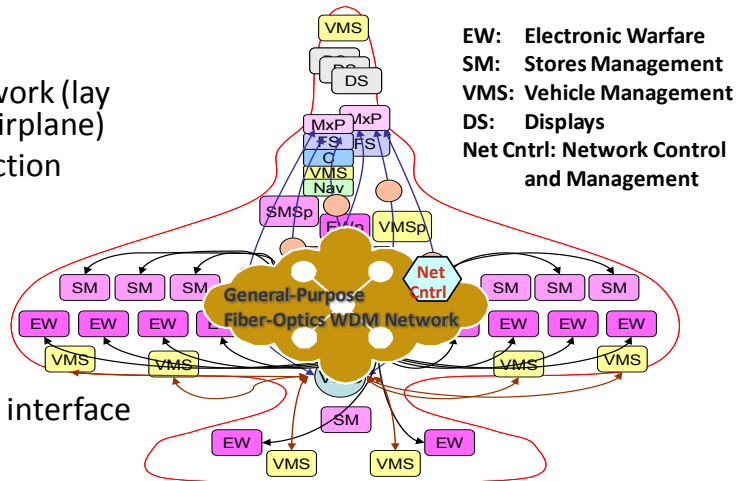 VMS
DS
DS
EW: Electronic Warfare
SM: Stores Management
VMS: Vehicle Management
DS: Displays
Net Cntrl: Network Control
and Management
work (lay
irplane)
ction
MxP
MxP
FS
FS
C
VMS
Nav
SMSp
EWp
VMSp
SM
SM
SM
Net
Cntrl
SM
SM
SM
General-Purpose
Fiber-Optics WDM Network
EW
EW
EW
EW
EW
EW
EW
VMS
VMS
VMS
VMS
interface
SM
EW
EW
VMS
VMS